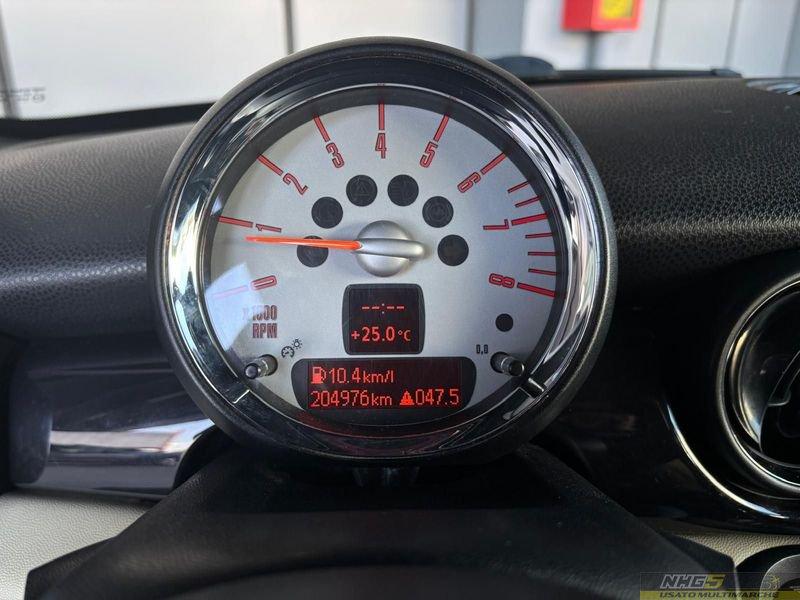 0
1
2
3
4
5
6
7
8
x1000
RPM
--:--
+25.0°C
0,0
10.4km/l
204976km 047.5
NHG5
USATO MULTIMARCHE